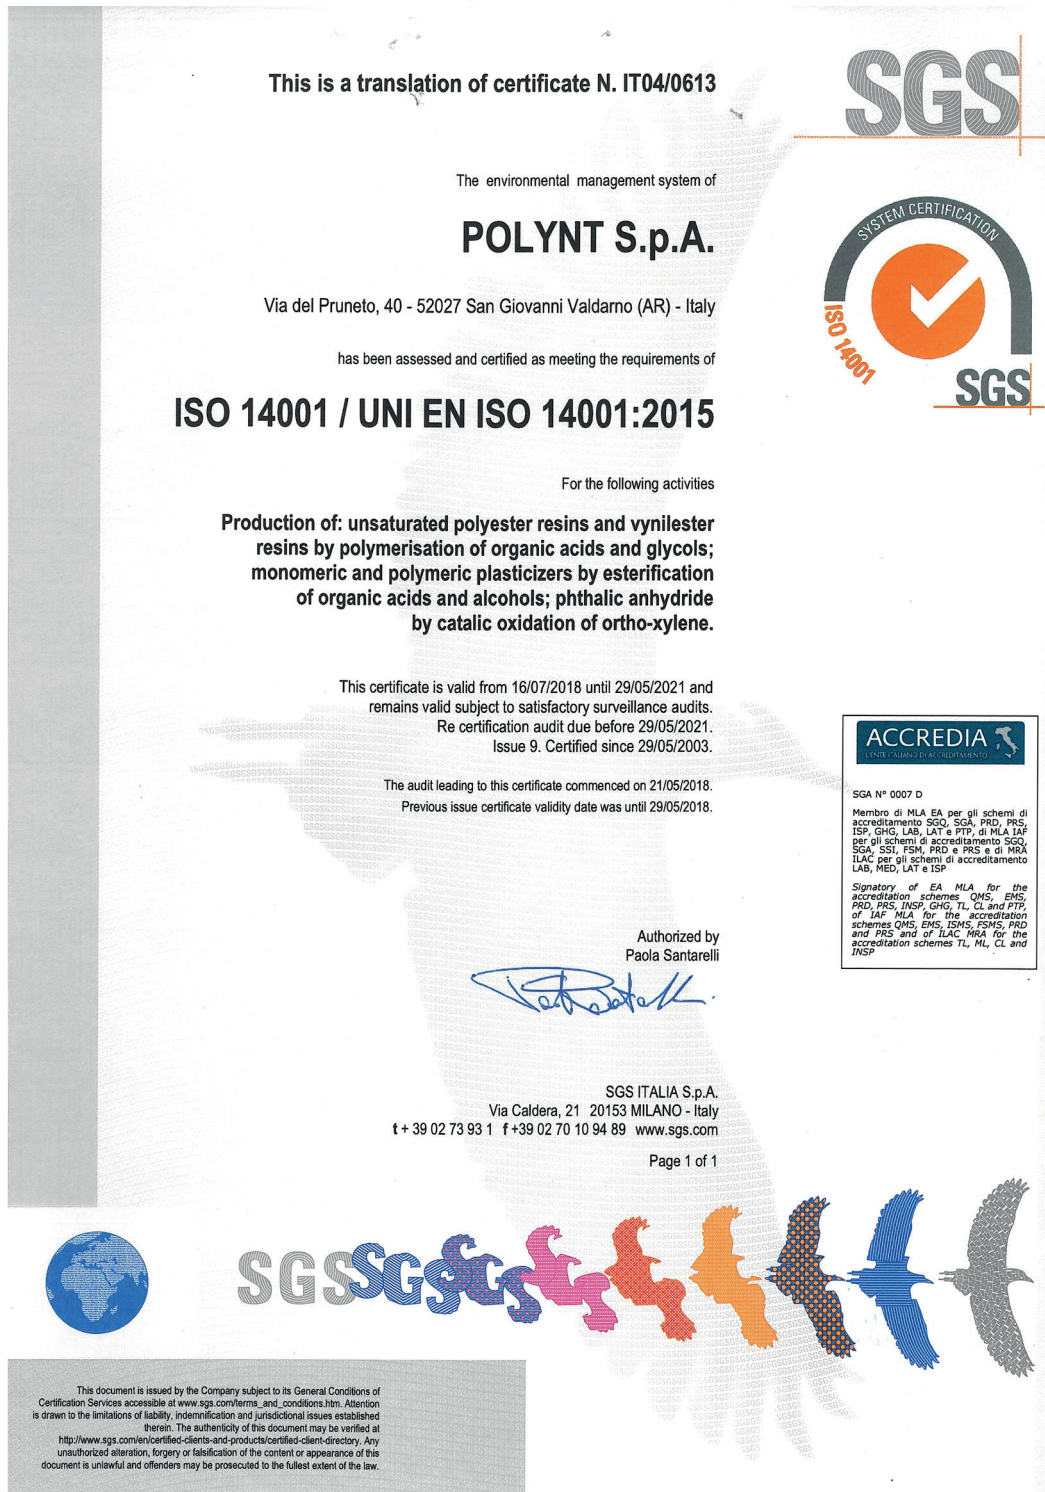 This is a translation of certificate N. IT04/0613
SGS
The environmental management system of
POLYNT S.p.A.
SYSTEM CERTIFICATION
ISO 14001
SGS
Via del Pruneto, 40 - 52027 San Giovanni Valdarno (AR) - Italy
has been assessed and certified as meeting the requirements of
ISO 14001 / UNI EN ISO 14001:2015
For the following activities
Production of: unsaturated polyester resins and vynilester
resins by polymerisation of organic acids and glycols;
monomeric and polymeric plasticizers by esterification
of organic acids and alcohols; phthalic anhydride
by catalic oxidation of ortho-xylene.
This certificate is valid from 16/07/2018 until 29/05/2021 and
remains valid subject to satisfactory surveillance audits.
Re certification audit due before 29/05/2021.
Issue 9. Certified since 29/05/2003.
The audit leading to this certificate commenced on 21/05/2018.
Previous issue certificate validity date was until 29/05/2018.
ACCREDIA
L'ENTE ITALIANO DI ACCREDITAMENTO
SGA N° 0007 D
Membro di MLA EA per gli schemi di
accreditamento SGQ, SGA, PRD, PRS,
ISP, GHG, LAB, LAT e PTP, di MLA IAF
per gli schemi di accreditamento SGQ,
SGA, SSI, FSM, PRD e PRS e di MRA
ILAC per gli schemi di accreditamento
LAB, MED, LAT e ISP
Signatory of EA MLA for the
accreditation schemes QMS, EMS,
PRD, PRS, INSP, GHG, TL, CL and PTP,
of IAF MLA for the accreditation
schemes QMS, EMS, ISMS, FSMS, PRD
and PRS and of ILAC MRA for the
accreditation schemes TL, ML, CL and
INSP
Authorized by
Paola Santarelli
SGS ITALIA S.p.A.
Via Caldera, 21 20153 MILANO - Italy
t + 39 02 73 93 1 f +39 02 70 10 94 89 www.sgs.com
Page 1 of 1
SGS SGS SGS
This document is issued by the Company subject to its General Conditions of
Certification Services accessible at www.sgs.com/terms_and_conditions.htm. Attention
is drawn to the limitations of liability, indemnification and jurisdictional issues established
therein. The authenticity of this document may be verified at
http://www.sgs.com/en/certified-clients-and-products/certified-client-directory. Any
unauthorized alteration, forgery or falsification of the content or appearance of this
document is unlawful and offenders may be prosecuted to the fullest extent of the law.